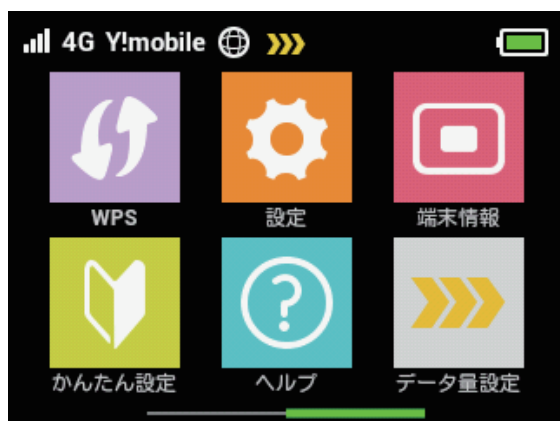 4G Y!mobile
WPS
設定
端末情報
かんたん設定
ヘルプ
データ量設定